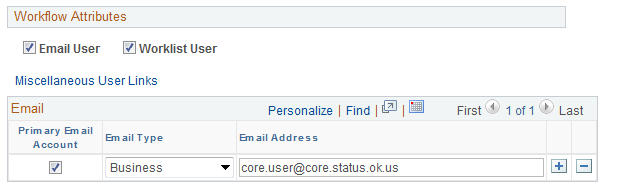 Workflow Attributes
Email User Worklist User
Miscellaneous User Links
Email Personalize | Find | | First 1 of 1 Last
Primary Email Account Email Type Email Address
Business core.user@core.status.ok.us